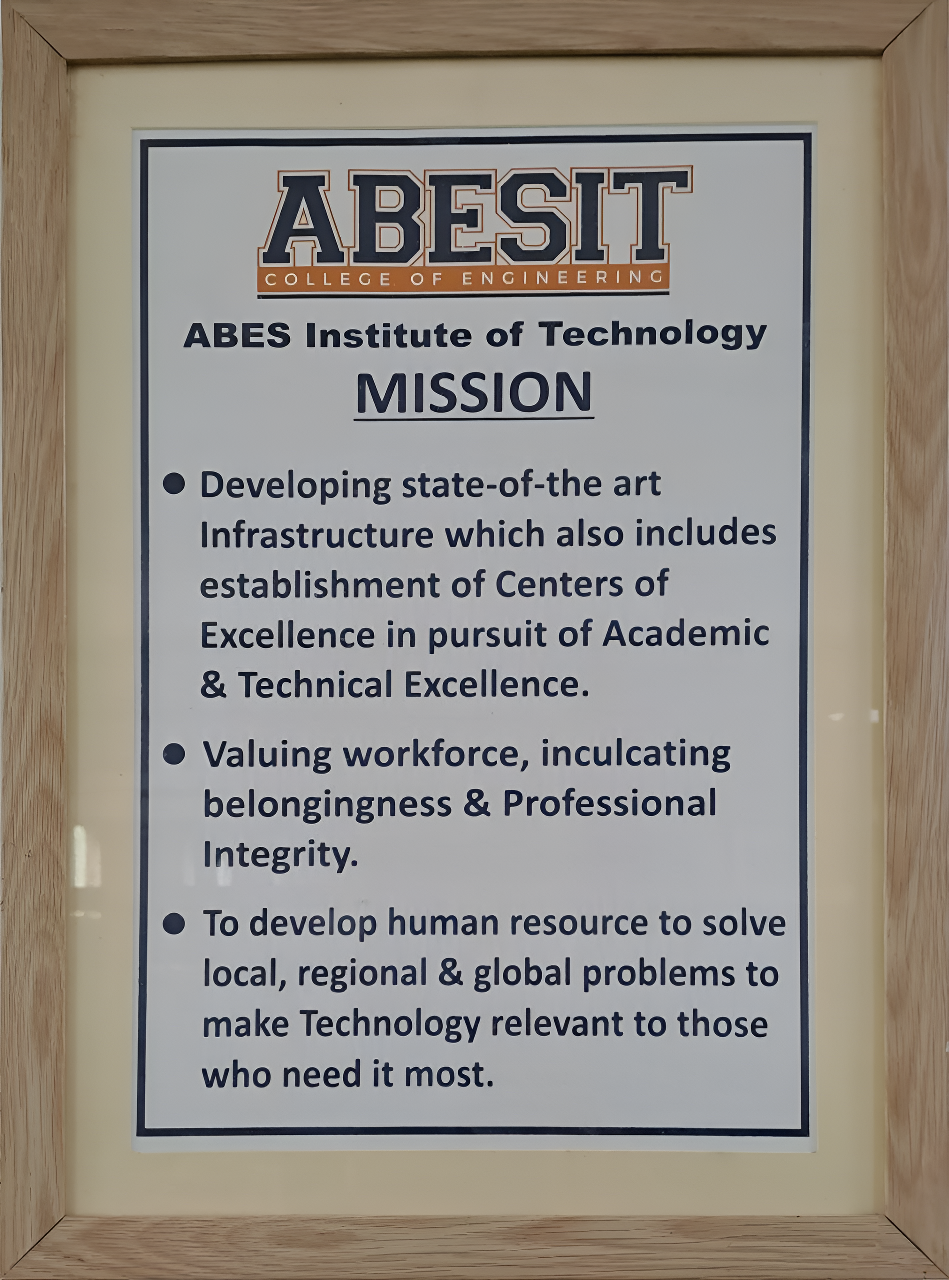 ABESIT
COLLEGE OF ENGINEERING
ABES Institute of Technology
MISSION
● Developing state-of-the art
Infrastructure which also includes
establishment of Centers of
Excellence in pursuit of Academic
& Technical Excellence.
● Valuing workforce, inculcating
belongingness & Professional
Integrity.
● To develop human resource to solve
local, regional & global problems to
make Technology relevant to those
who need it most.